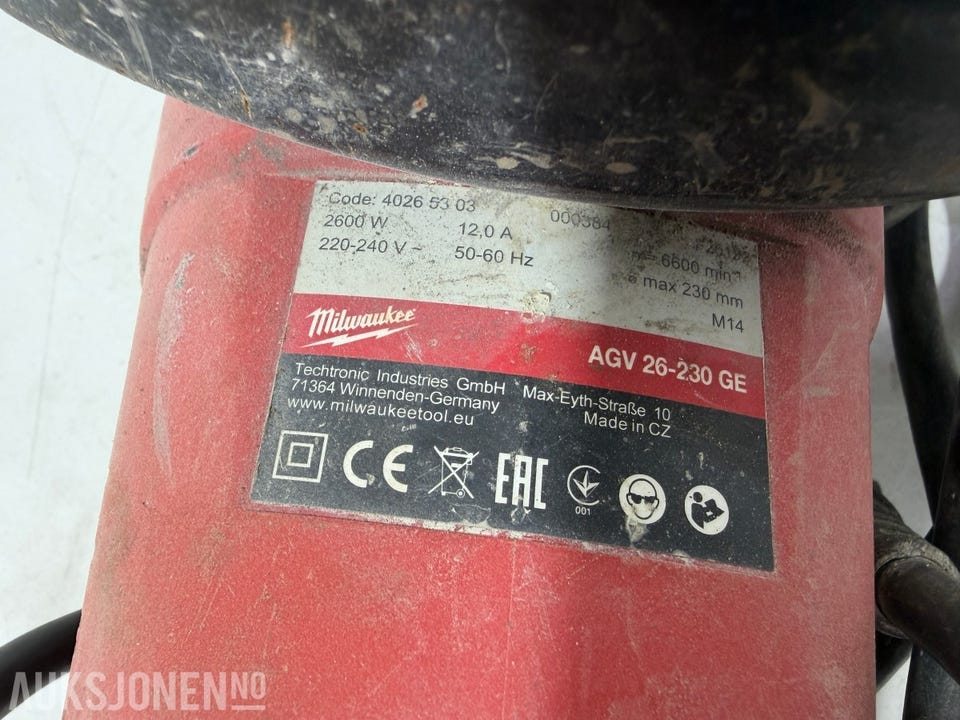 Code: 4026 53 03 000384
2600 W 12,0 A n= 6600 min⁻¹
220-240 V ~ 50-60 Hz ø max 230 mm
M14
Milwaukee
AGV 26-230 GE
Techtronic Industries GmbH Max-Eyth-Straße 10
71364 Winnenden-Germany Made in CZ
www.milwaukeetool.eu
CE EAC
001
AUKSJONEN NO